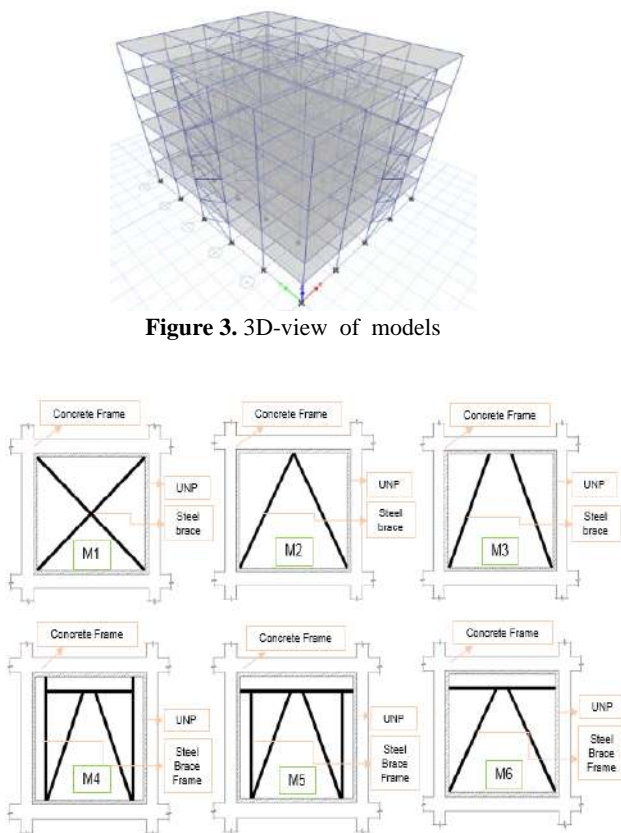 Figure 3. 3D-view of models
Concrete Frame
UNP
Steel
brace
M1
Concrete Frame
UNP
Steel
brace
M2
Concrete Frame
UNP
Steel
brace
M3
Concrete Frame
UNP
Steel
Brace
Frame
M4
Concrete Frame
UNP
Steel
Brace
Frame
M5
Concrete Frame
UNP
Steel
Brace
Frame
M6